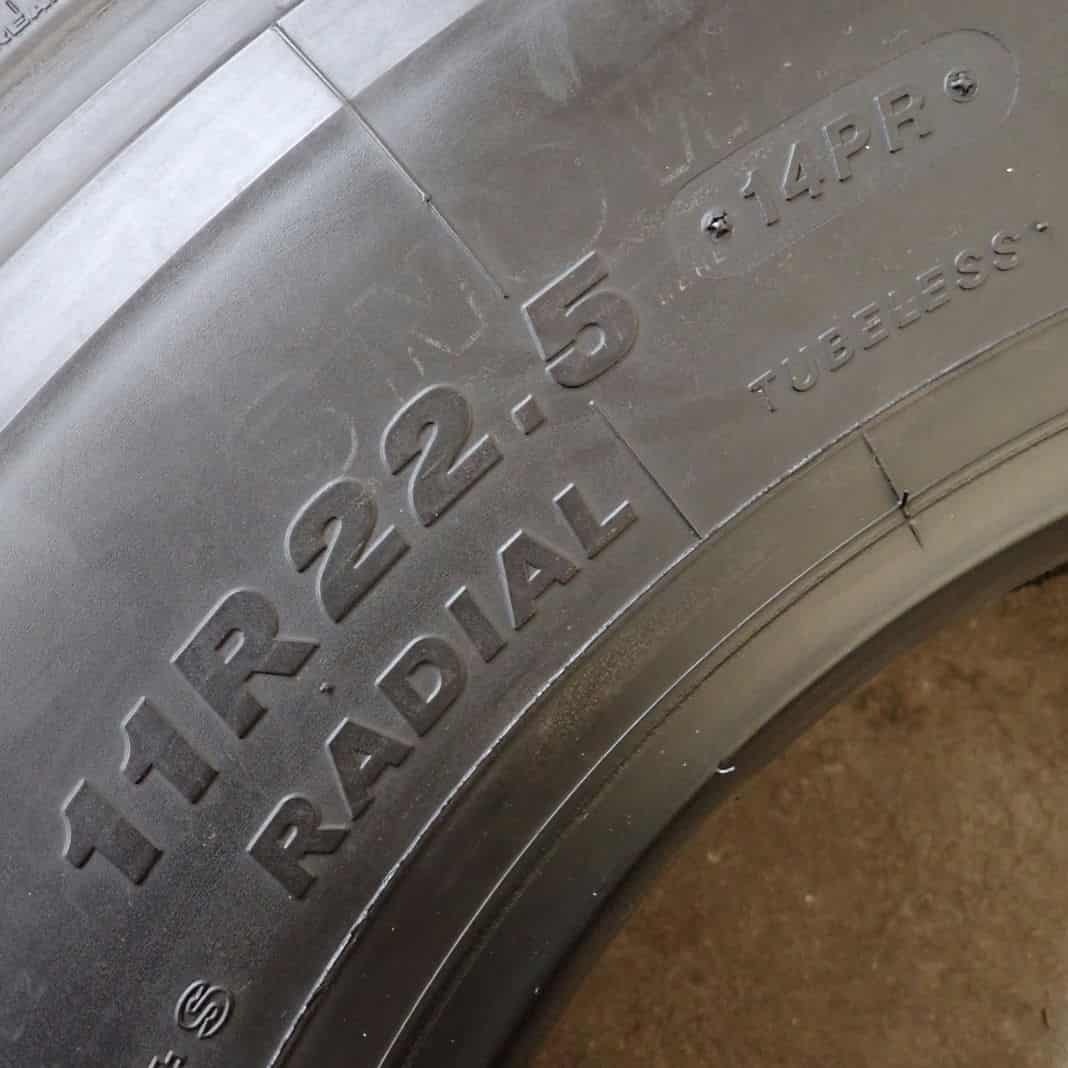 11R22.5
RADIAL
14PR
TUBELESS
S